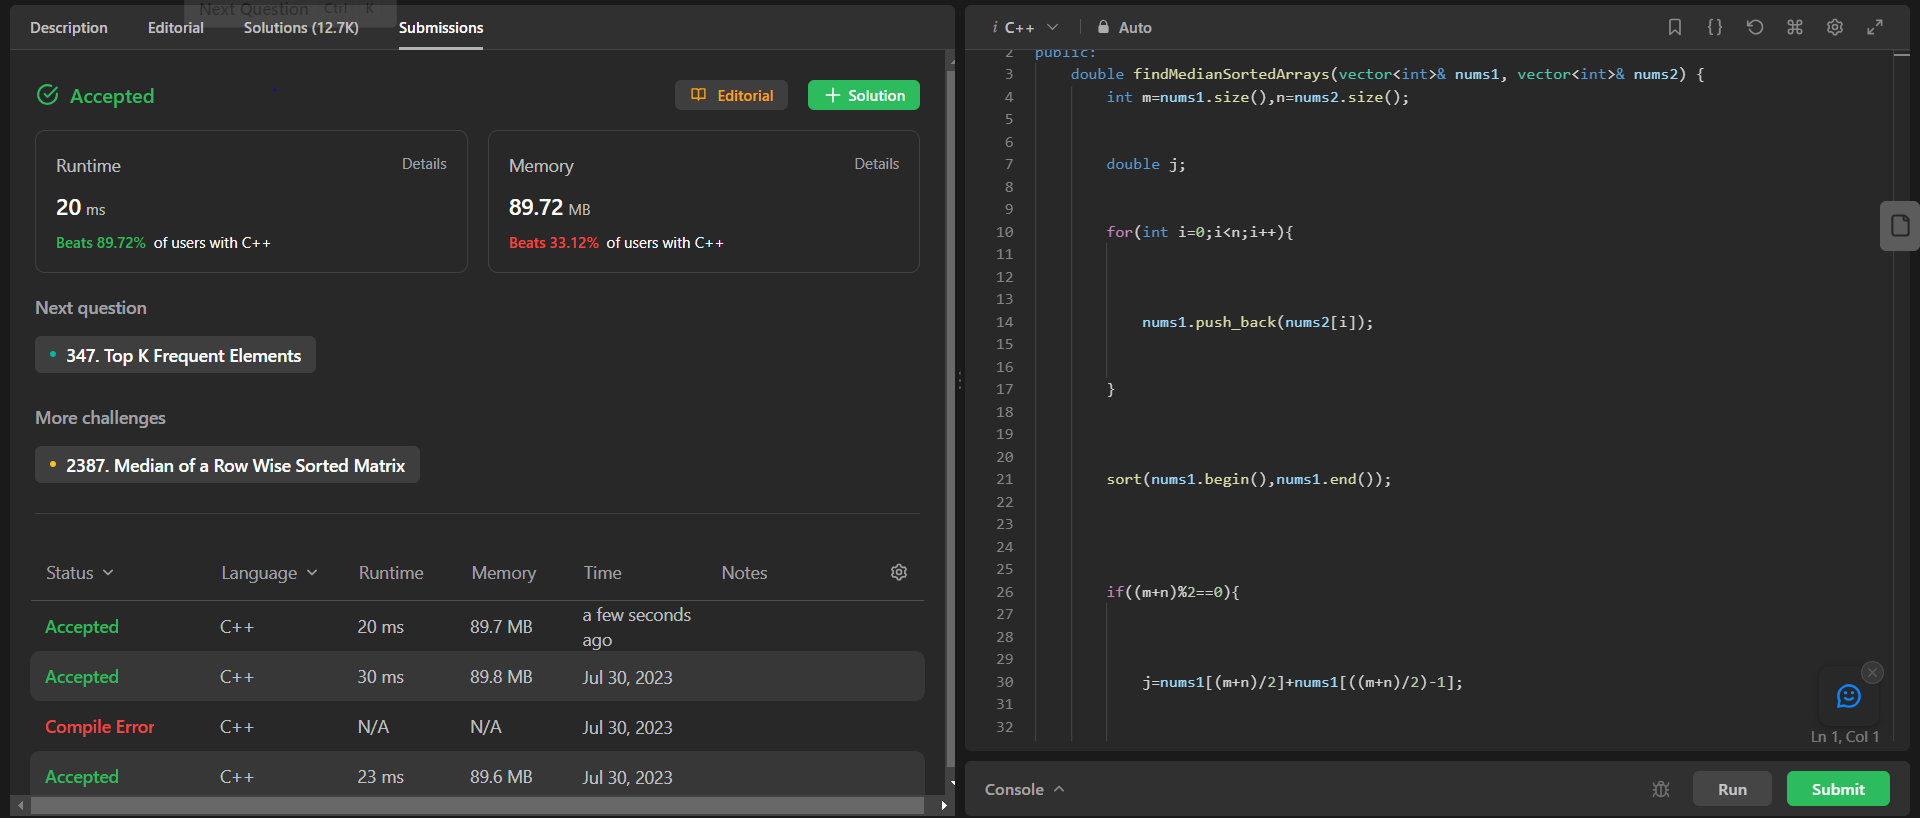 Next Question Ctrl K
Description Editorial Solutions (12.7K) Submissions
Accepted
Editorial
+ Solution
Runtime Details
20 ms
Beats 89.72% of users with C++
Memory Details
89.72 MB
Beats 33.12% of users with C++
Next question
347. Top K Frequent Elements
More challenges
2387. Median of a Row Wise Sorted Matrix
Status Language Runtime Memory Time Notes
Accepted C++ 20 ms 89.7 MB a few seconds
ago
Accepted C++ 30 ms 89.8 MB Jul 30, 2023
Compile Error C++ N/A N/A Jul 30, 2023
Accepted C++ 23 ms 89.6 MB Jul 30, 2023
i C++ Auto
2 public:
3 double findMedianSortedArrays(vector<int>& nums1, vector<int>& nums2) {
4 int m=nums1.size(),n=nums2.size();
5
6
7 double j;
8
9
10 for(int i=0;i<n;i++){
11
12
13
14 nums1.push_back(nums2[i]);
15
16
17 }
18
19
20
21 sort(nums1.begin(),nums1.end());
22
23
24
25
26 if((m+n)%2==0){
27
28
29
30 j=nums1[(m+n)/2]+nums1[((m+n)/2)-1];
31
32
Ln 1, Col 1
Console
Run
Submit